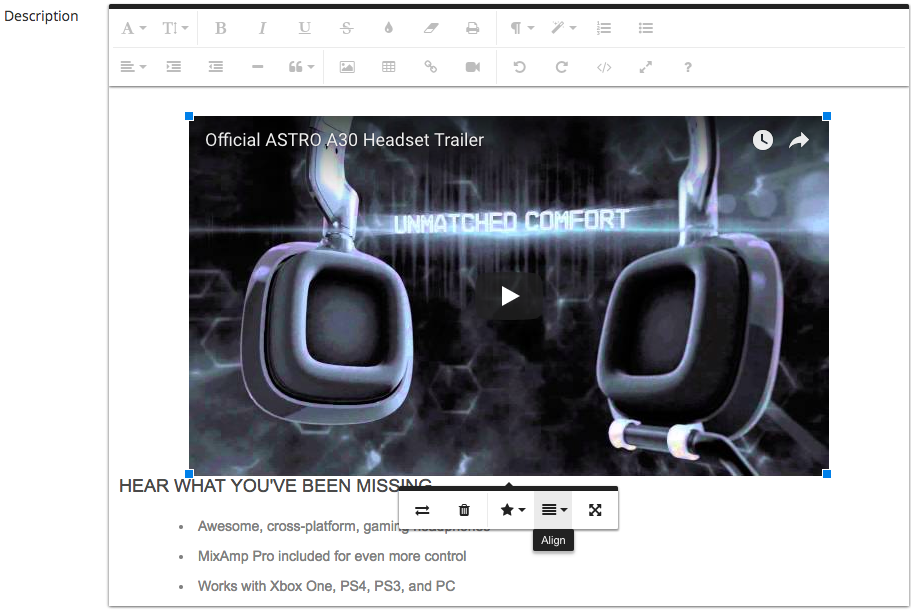 Description
Official ASTRO A30 Headset Trailer
UNMATCHED COMFORT
HEAR WHAT YOU'VE BEEN MISSING
Awesome, cross-platform, gaming headphones
Align
MixAmp Pro included for even more control
Works with Xbox One, PS4, PS3, and PC